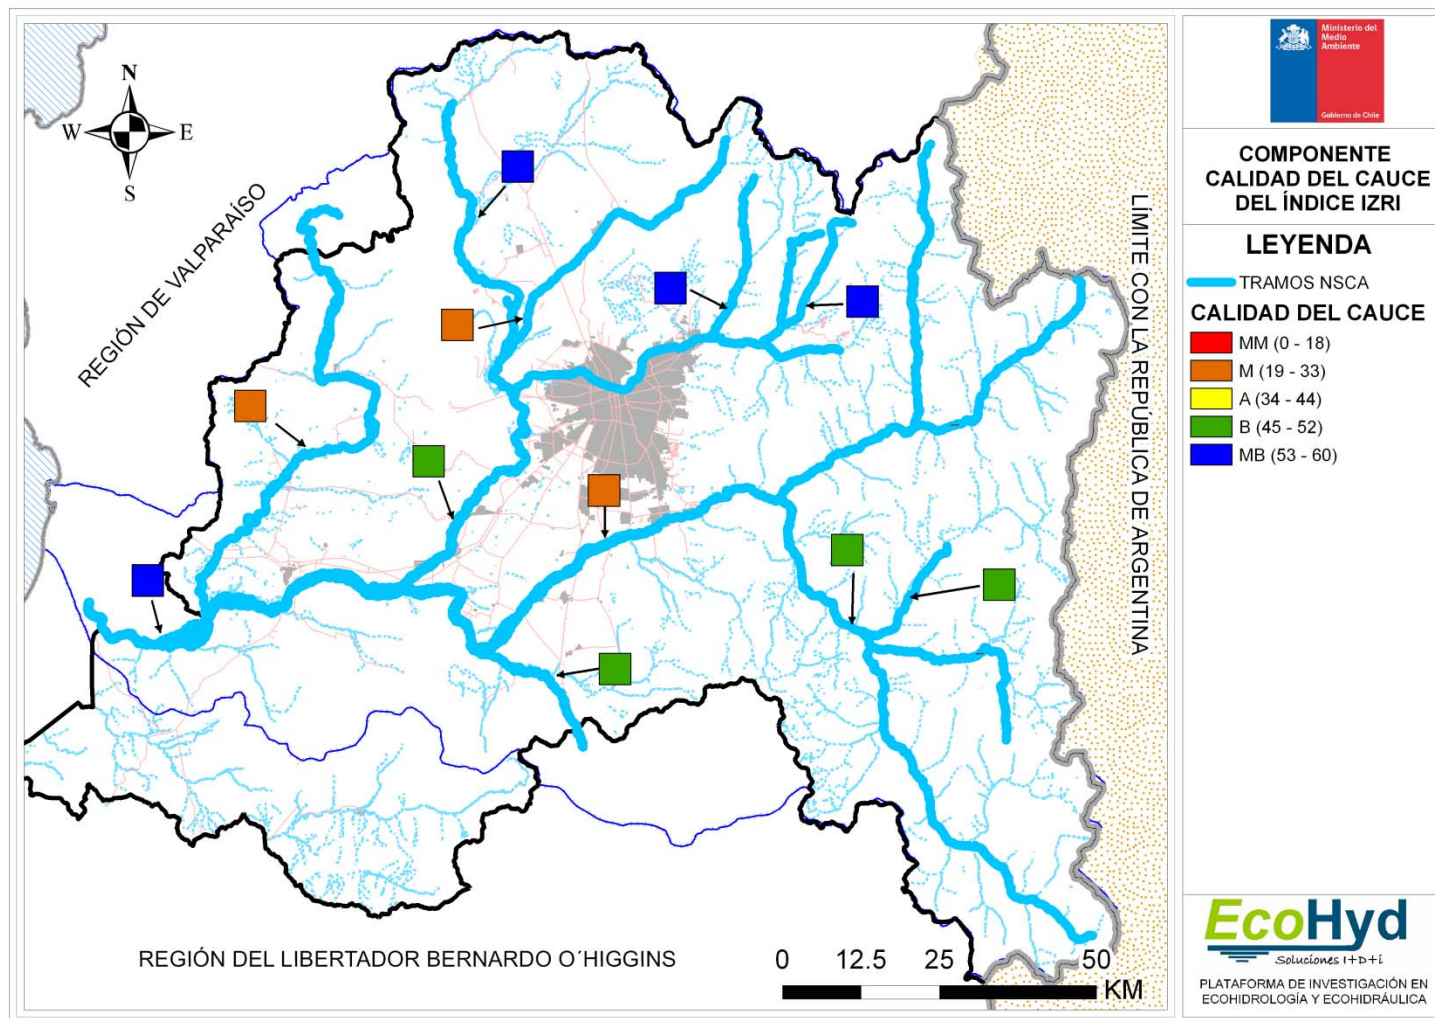 N
W
E
S
REGIÓN DE VALPARAÍSO
LÍMITE CON LA REPÚBLICA DE ARGENTINA
REGIÓN DEL LIBERTADOR BERNARDO O´HIGGINS
0 12.5 25 50
KM
Ministerio del
Medio
Ambiente
Gobierno de Chile
COMPONENTE
CALIDAD DEL CAUCE
DEL ÍNDICE IZRI
LEYENDA
TRAMOS NSCA
CALIDAD DEL CAUCE
MM (0 - 18)
M (19 - 33)
A (34 - 44)
B (45 - 52)
MB (53 - 60)
EcoHyd
Soluciones I+D+i
PLATAFORMA DE INVESTIGACIÓN EN
ECOHIDROLOGÍA Y ECOHIDRÁULICA